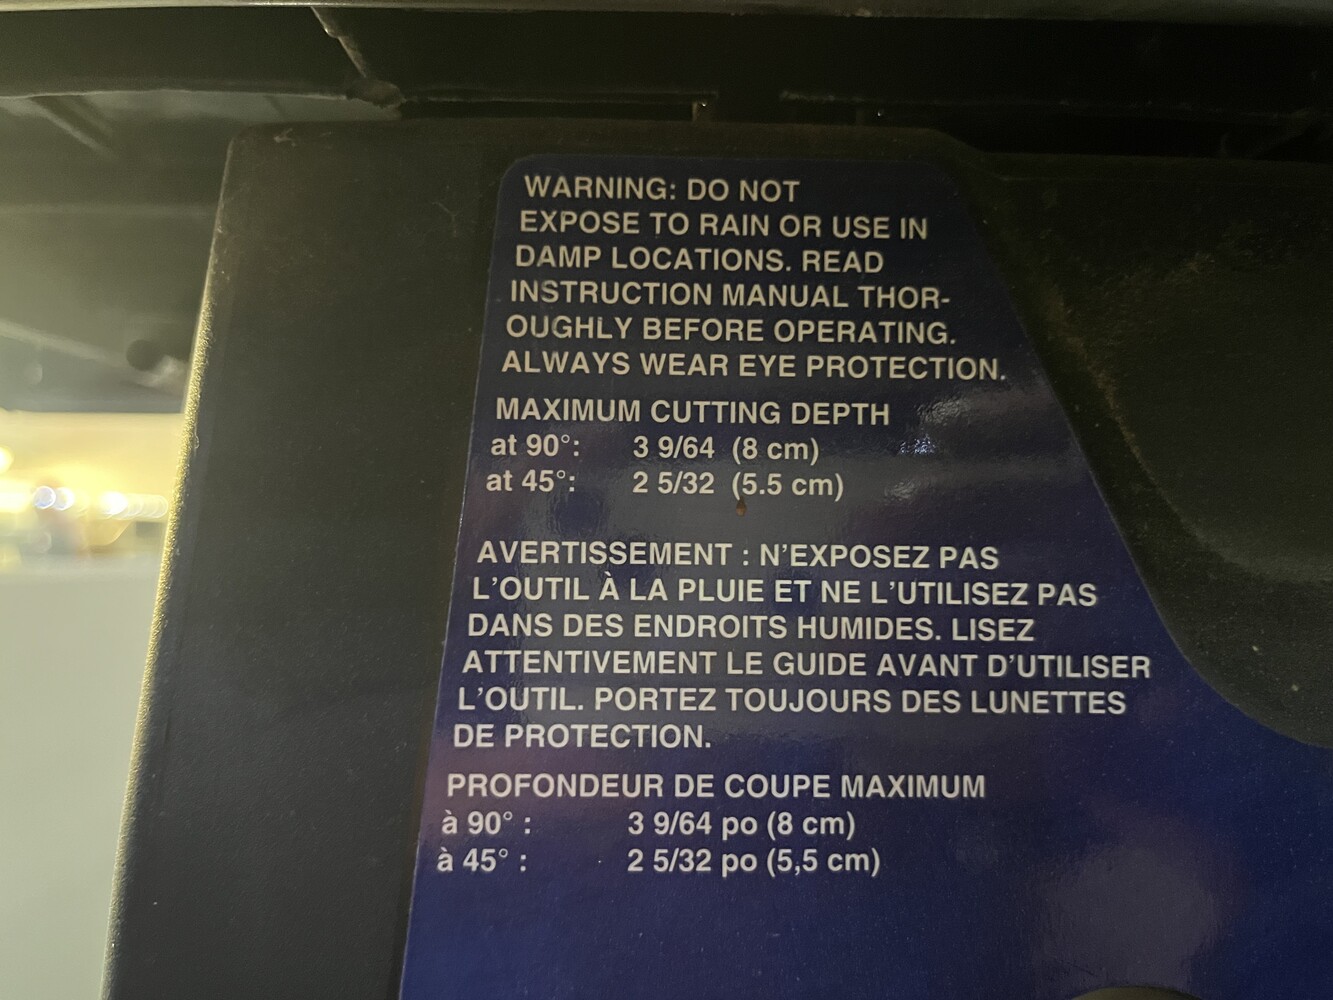 WARNING: DO NOT
EXPOSE TO RAIN OR USE IN
DAMP LOCATIONS. READ
INSTRUCTION MANUAL THOR-
OUGHLY BEFORE OPERATING.
ALWAYS WEAR EYE PROTECTION.
MAXIMUM CUTTING DEPTH
at 90°: 3 9/64 (8 cm)
at 45°: 2 5/32 (5.5 cm)
AVERTISSEMENT : N'EXPOSEZ PAS
L'OUTIL À LA PLUIE ET NE L'UTILISEZ PAS
DANS DES ENDROITS HUMIDES. LISEZ
ATTENTIVEMENT LE GUIDE AVANT D'UTILISER
L'OUTIL. PORTEZ TOUJOURS DES LUNETTES
DE PROTECTION.
PROFONDEUR DE COUPE MAXIMUM
à 90° : 3 9/64 po (8 cm)
à 45° : 2 5/32 po (5,5 cm)